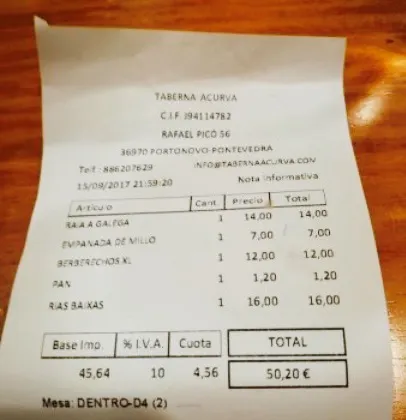 TABERNA ACURVA
C.I.F. J94114782
RAFAEL PICÓ 56
36970 PORTONOVO-PONTEVEDRA
Telf.: 886207629 INFO@TABERNAACURVA.COM
15/09/2017 21:59:20 Nota informativa
Artículo Cant. Precio Total
RAIA A GALEGA 1 14,00 14,00
EMPANADA DE MILLO 1 7,00 7,00
BERBERECHOS XL 1 12,00 12,00
PAN 1 1,20 1,20
RIAS BAIXAS 1 16,00 16,00
Base Imp. % I.V.A. Cuota TOTAL
45,64 10 4,56 50,20 €
Mesa: DENTRO-D4 (2)